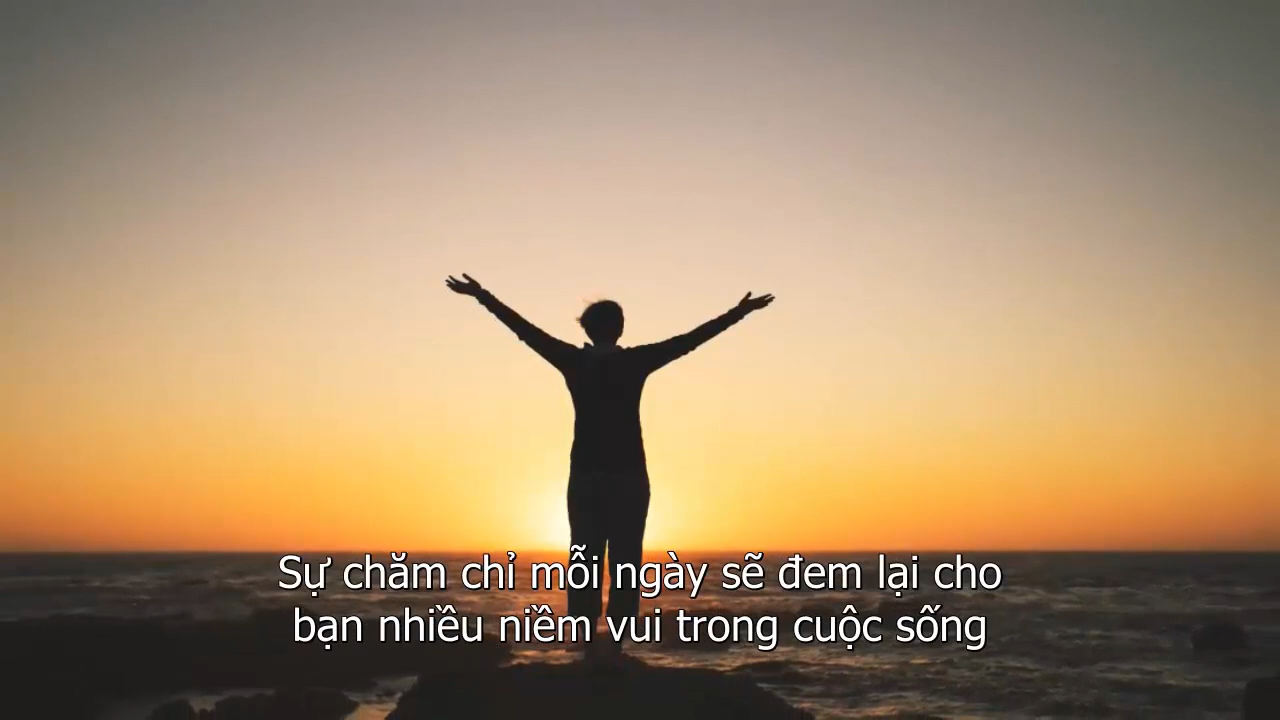 Sự chăm chỉ mỗi ngày sẽ đem lại cho
bạn nhiều niềm vui trong cuộc sống